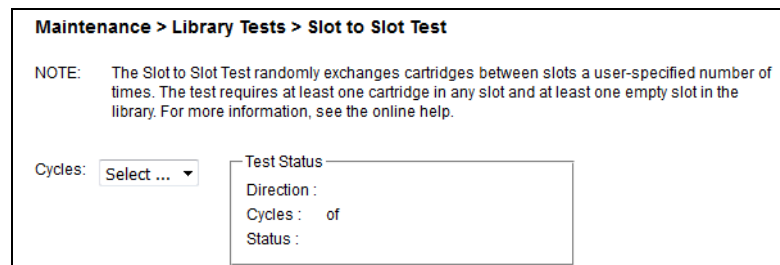 Maintenance > Library Tests > Slot to Slot Test
NOTE: The Slot to Slot Test randomly exchanges cartridges between slots a user-specified number of
times. The test requires at least one cartridge in any slot and at least one empty slot in the
library. For more information, see the online help.
Cycles: Select ...
Test Status
Direction :
Cycles : of
Status :